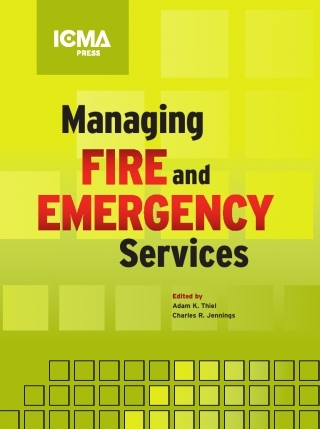 ICMA
PRESS
Managing
FIRE and
EMERGENCY
Services
Edited by
Adam K. Thiel
Charles R. Jennings